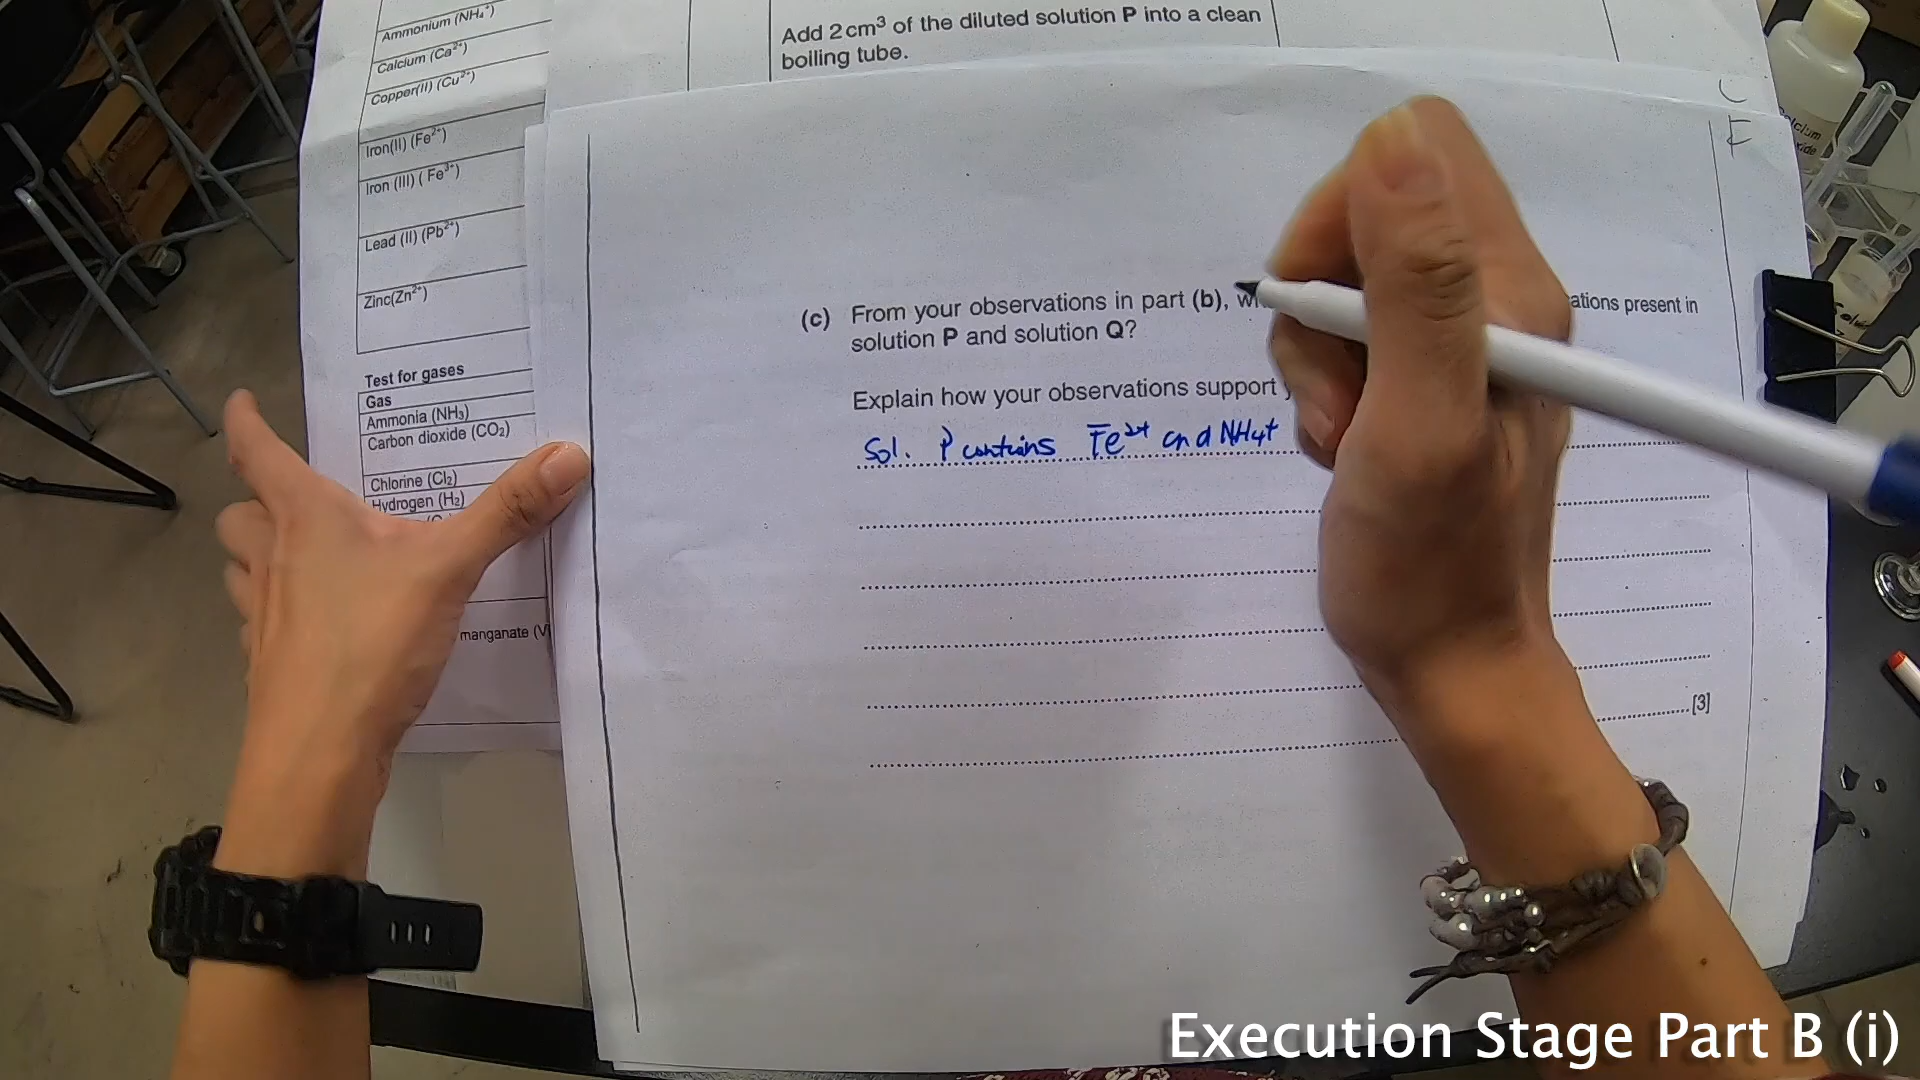 Ammonium (NH₄⁺)
Calcium (Ca²⁺)
Copper(II) (Cu²⁺)
Iron(II) (Fe²⁺)
Iron (III) ( Fe³⁺)
Lead (II) (Pb²⁺)
Zinc(Zn²⁺)
Test for gases
Gas
Ammonia (NH₃)
Carbon dioxide (CO₂)
Chlorine (Cl₂)
Hydrogen (H₂)
manganate (V
Add 2 cm³ of the diluted solution P into a clean
boiling tube.
(c) From your observations in part (b), ations present in
solution P and solution Q?
Explain how your observations support
Sol. P contains Fe²⁺ and NH₄⁺
[3]
Execution Stage Part B (i)